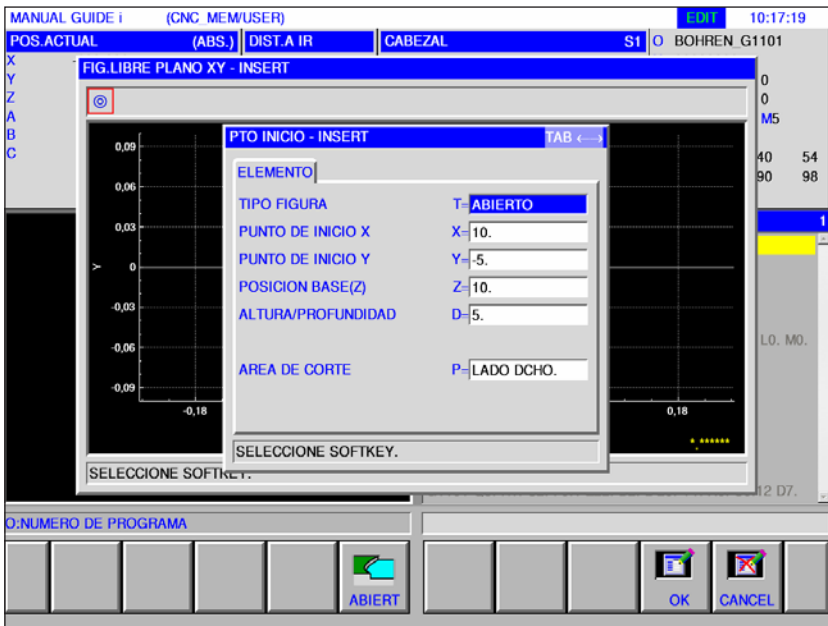 MANUAL GUIDE i (CNC_MEM/USER) EDIT 10:17:19
POS.ACTUAL (ABS.) DIST.A IR CABEZAL S1 O BOHREN_G1101
X
Y
Z
A
B
C
0
0
M5
40 54
90 98
1
FIG.LIBRE PLANO XY - INSERT
0,09
0,06
0,03
0
-0,03
-0,06
-0,09
Y
-0,18 0,18
*.******
PTO INICIO - INSERT TAB ←→
ELEMENTO
TIPO FIGURA T=ABIERTO
PUNTO DE INICIO X X=10.
PUNTO DE INICIO Y Y=-5.
POSICION BASE(Z) Z=10.
ALTURA/PROFUNDIDAD D=5.
AREA DE CORTE P=LADO DCHO.
SELECCIONE SOFTKEY.
SELECCIONE SOFTKEY.
L0. M0.
12 D7.
O:NUMERO DE PROGRAMA
ABIERT OK CANCEL